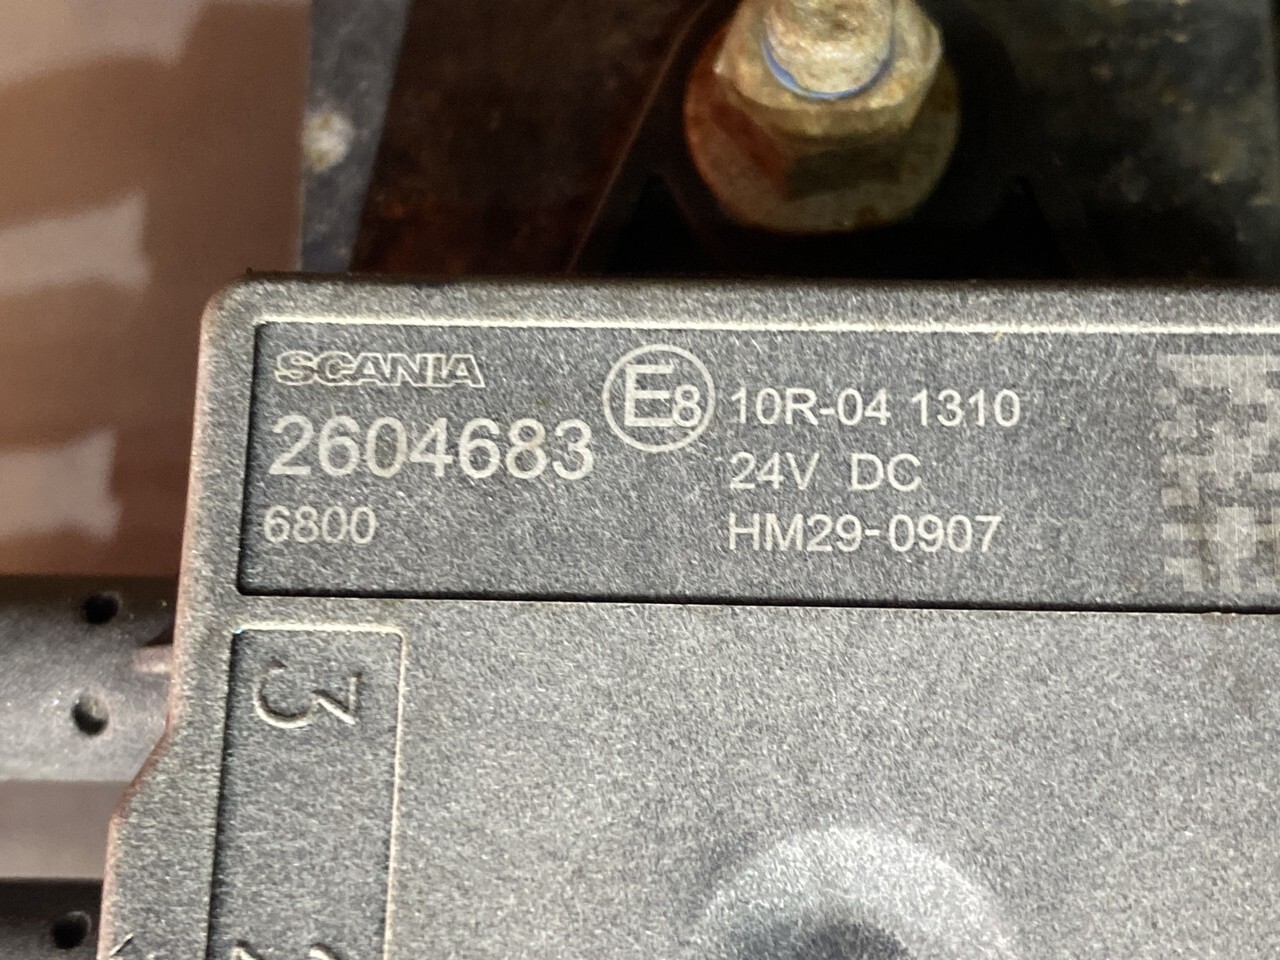 SCANIA
2604683
6800
E8
10R-04 1310
24V DC
HM29-0907
3